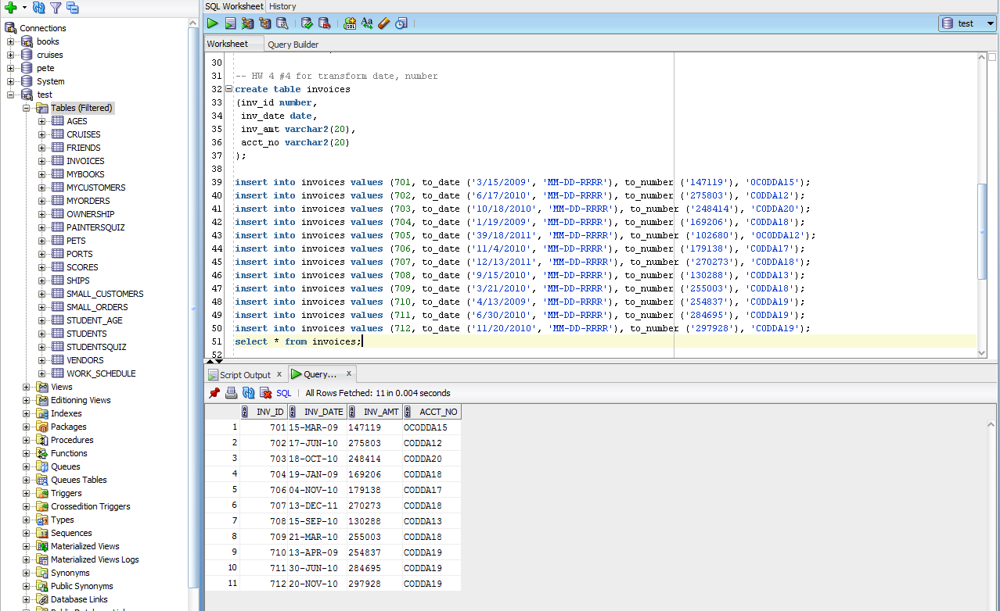 SQL Worksheet History
test
Worksheet Query Builder
Connections
books
cruises
pete
System
test
Tables (Filtered)
AGES
CRUISES
FRIENDS
INVOICES
MYBOOKS
MYCUSTOMERS
MYORDERS
OWNERSHIP
PAINTERSQUIZ
PETS
PORTS
SCORES
SHIPS
SMALL_CUSTOMERS
SMALL_ORDERS
STUDENT_AGE
STUDENTS
STUDENTSQUIZ
VENDORS
WORK_SCHEDULE
Views
Editioning Views
Indexes
Packages
Procedures
Functions
Queues
Queues Tables
Triggers
Crossedition Triggers
Types
Sequences
Materialized Views
Materialized Views Logs
Synonyms
Public Synonyms
Database Links
30
31 -- HW 4 #4 for transform date, number
32 create table invoices
33 (inv_id number,
34 inv_date date,
35 inv_amt varchar2(20),
36 acct_no varchar2(20)
37 );
38
39 insert into invoices values (701, to_date ('3/15/2009', 'MM-DD-RRRR'), to_number ('147119'), 'OCODDA15');
40 insert into invoices values (702, to_date ('6/17/2010', 'MM-DD-RRRR'), to_number ('275803'), 'CODDA12');
41 insert into invoices values (703, to_date ('10/18/2010', 'MM-DD-RRRR'), to_number ('248414'), 'CODDA20');
42 insert into invoices values (704, to_date ('1/19/2009', 'MM-DD-RRRR'), to_number ('169206'), 'CODDA18');
43 insert into invoices values (705, to_date ('39/18/2011', 'MM-DD-RRRR'), to_number ('102680'), 'OCODDA12');
44 insert into invoices values (706, to_date ('11/4/2010', 'MM-DD-RRRR'), to_number ('179138'), 'CODDA17');
45 insert into invoices values (707, to_date ('12/13/2011', 'MM-DD-RRRR'), to_number ('270273'), 'CODDA18');
46 insert into invoices values (708, to_date ('9/15/2010', 'MM-DD-RRRR'), to_number ('130288'), 'CODDA13');
47 insert into invoices values (709, to_date ('3/21/2010', 'MM-DD-RRRR'), to_number ('255003'), 'CODDA18');
48 insert into invoices values (710, to_date ('4/13/2009', 'MM-DD-RRRR'), to_number ('254837'), 'CODDA19');
49 insert into invoices values (711, to_date ('6/30/2010', 'MM-DD-RRRR'), to_number ('284695'), 'CODDA19');
50 insert into invoices values (712, to_date ('11/20/2010', 'MM-DD-RRRR'), to_number ('297928'), 'CODDA19');
51 select * from invoices;
52
Script Output x Query... x
SQL | All Rows Fetched: 11 in 0.004 seconds
INV_ID INV_DATE INV_AMT ACCT_NO
1 701 15-MAR-09 147119 OCODDA15
2 702 17-JUN-10 275803 CODDA12
3 703 18-OCT-10 248414 CODDA20
4 704 19-JAN-09 169206 CODDA18
5 706 04-NOV-10 179138 CODDA17
6 707 13-DEC-11 270273 CODDA18
7 708 15-SEP-10 130288 CODDA13
8 709 21-MAR-10 255003 CODDA18
9 710 13-APR-09 254837 CODDA19
10 711 30-JUN-10 284695 CODDA19
11 712 20-NOV-10 297928 CODDA19